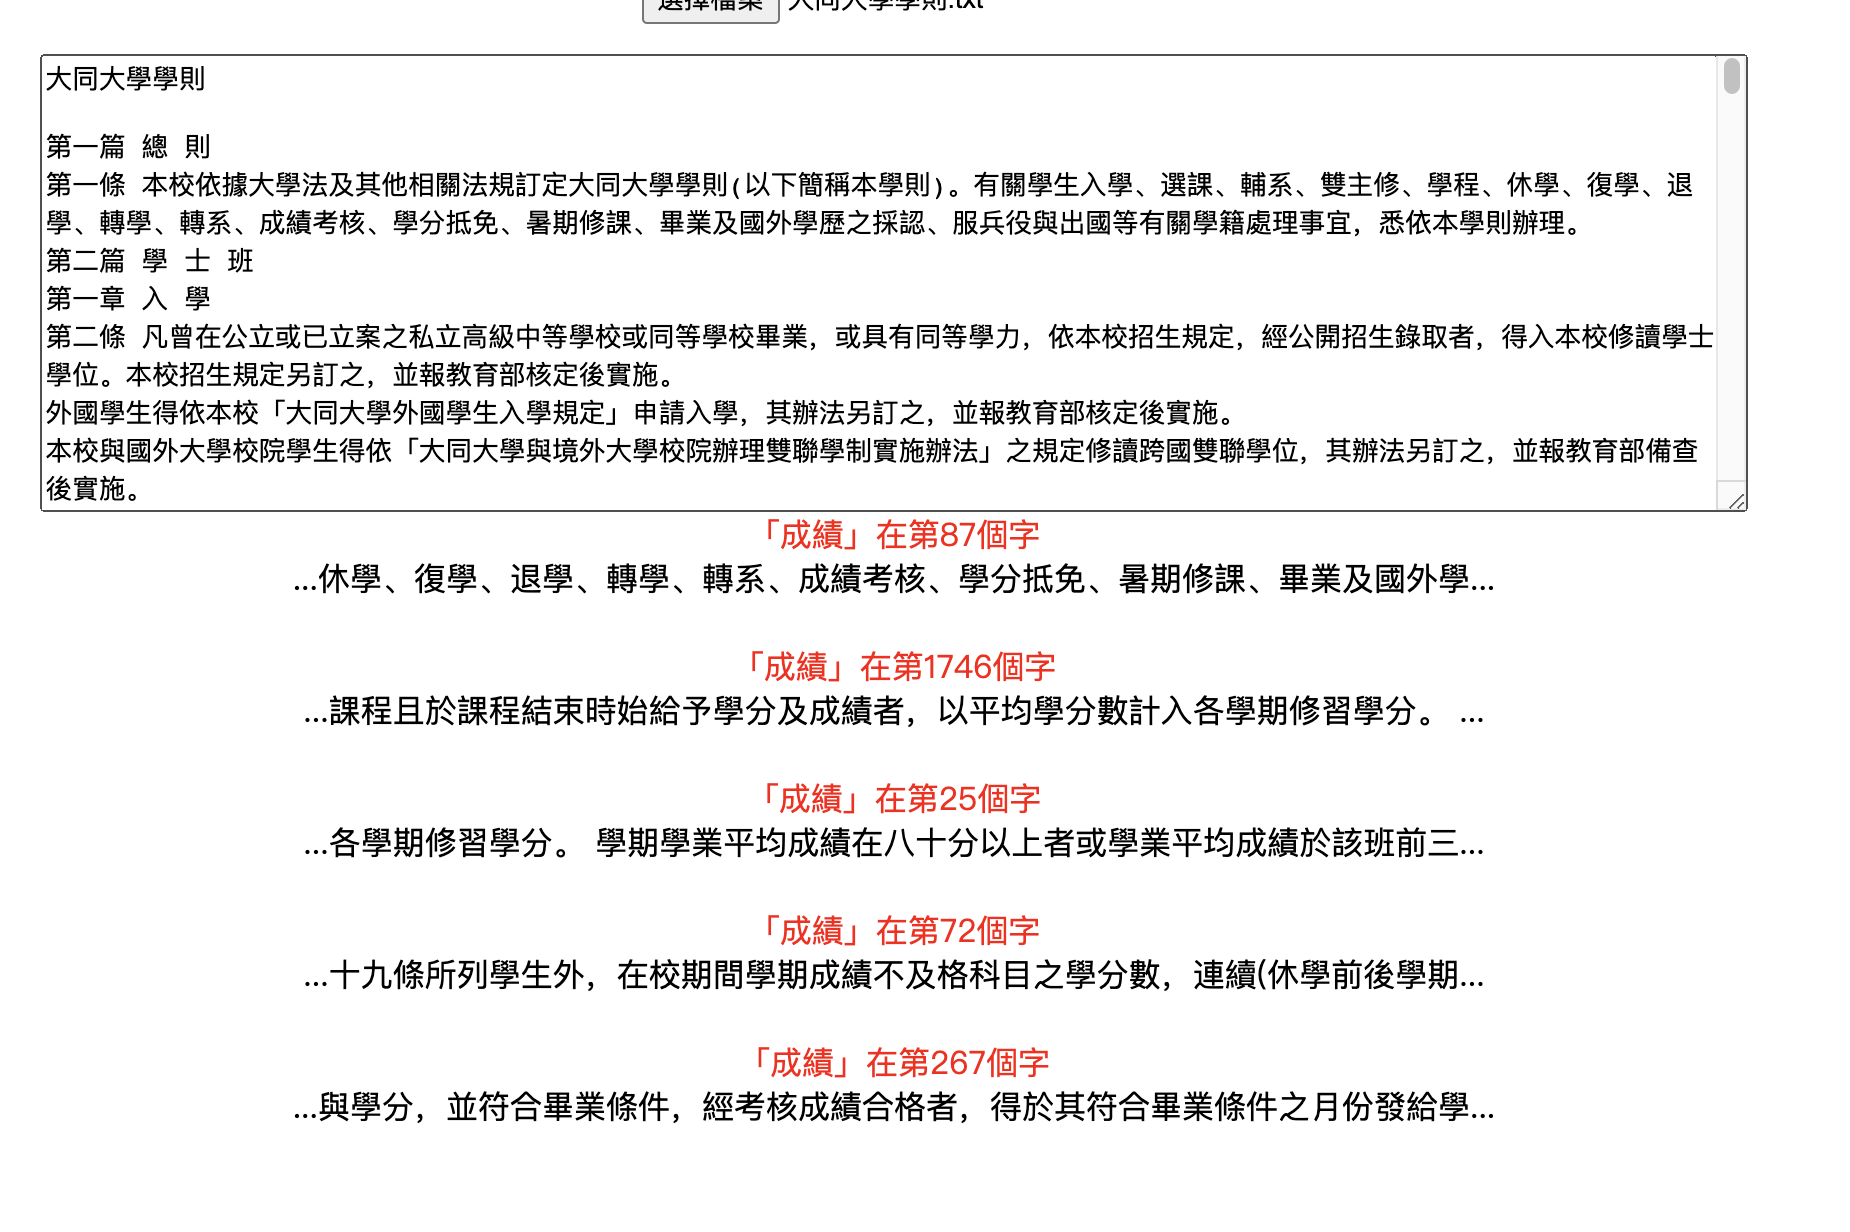 選擇檔案 大同大學學則.txt
大同大學學則
第一篇 總 則
第一條 本校依據大學法及其他相關法規訂定大同大學學則(以下簡稱本學則)。有關學生入學、選課、輔系、雙主修、學程、休學、復學、退
學、轉學、轉系、成績考核、學分抵免、暑期修課、畢業及國外學歷之採認、服兵役與出國等有關學籍處理事宜，悉依本學則辦理。
第二篇 學 士 班
第一章 入 學
第二條 凡曾在公立或已立案之私立高級中等學校或同等學校畢業，或具有同等學力，依本校招生規定，經公開招生錄取者，得入本校修讀學士
學位。本校招生規定另訂之，並報教育部核定後實施。
外國學生得依本校「大同大學外國學生入學規定」申請入學，其辦法另訂之，並報教育部核定後實施。
本校與國外大學校院學生得依「大同大學與境外大學校院辦理雙聯學制實施辦法」之規定修讀跨國雙聯學位，其辦法另訂之，並報教育部備查
後實施。
「成績」在第87個字
...休學、復學、退學、轉學、轉系、成績考核、學分抵免、暑期修課、畢業及國外學...
「成績」在第1746個字
...課程且於課程結束時始給予學分及成績者，以平均學分數計入各學期修習學分。 ...
「成績」在第25個字
...各學期修習學分。 學期學業平均成績在八十分以上者或學業平均成績於該班前三...
「成績」在第72個字
...十九條所列學生外，在校期間學期成績不及格科目之學分數，連續(休學前後學期...
「成績」在第267個字
...與學分，並符合畢業條件，經考核成績合格者，得於其符合畢業條件之月份發給學...